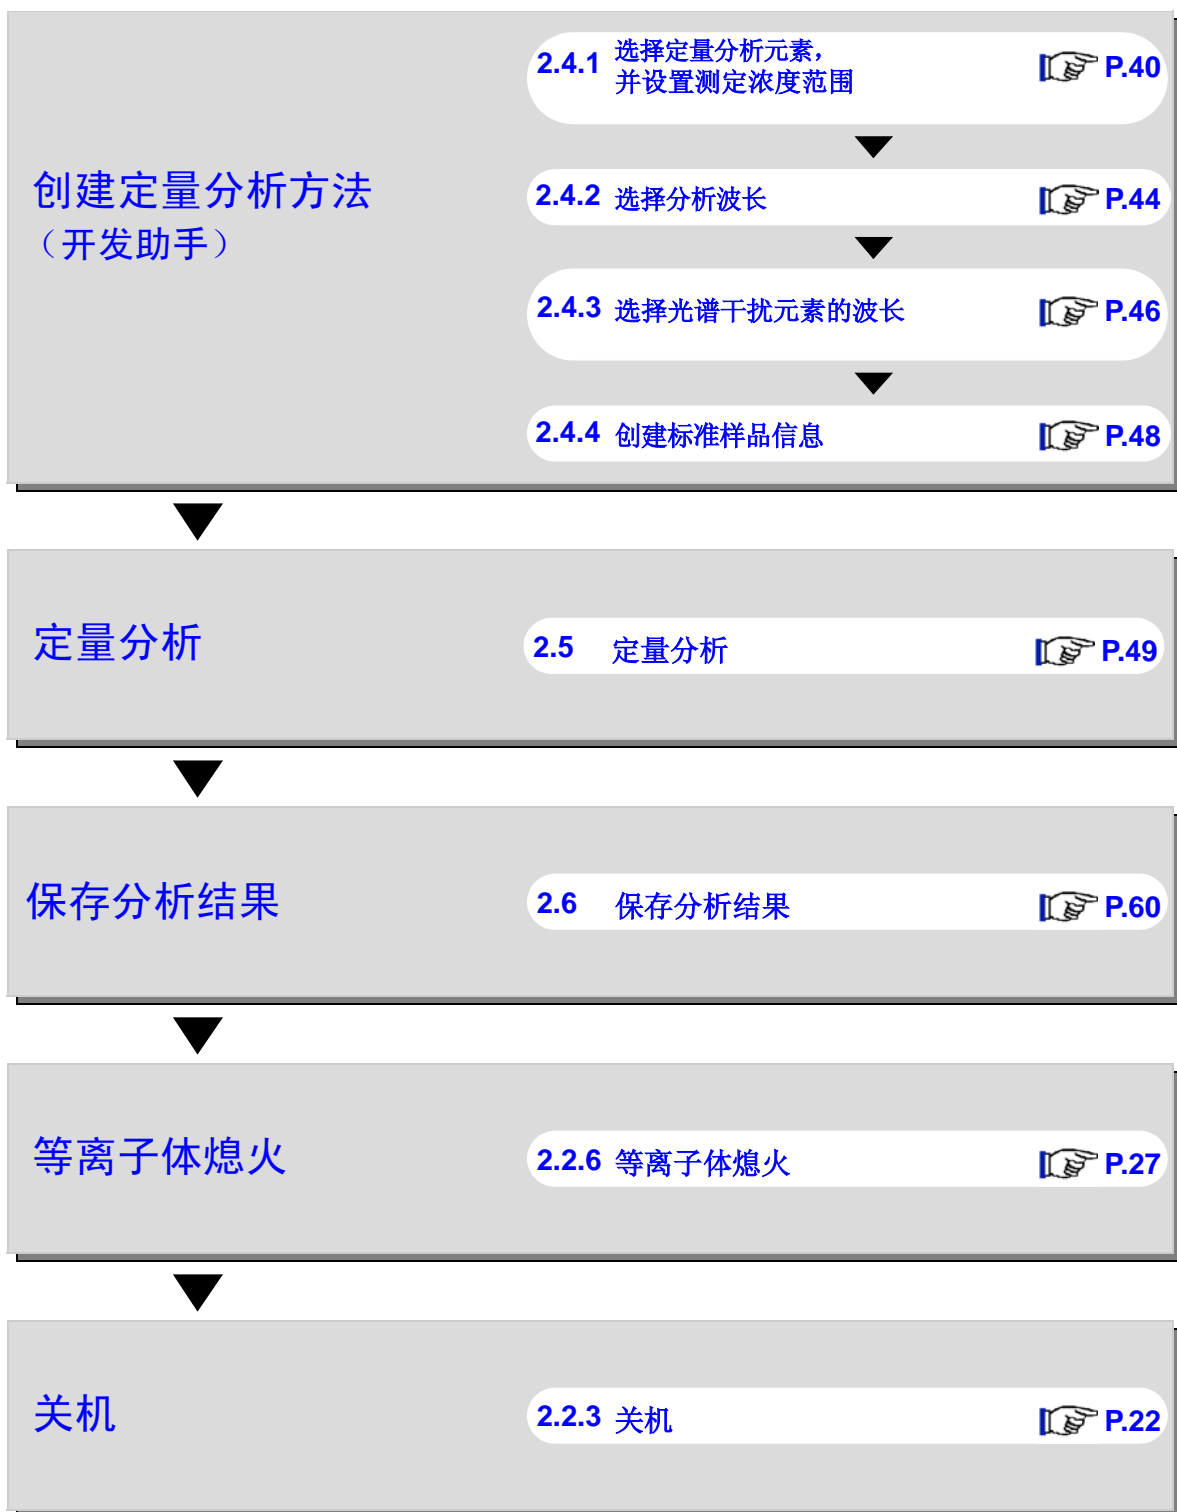 2.4.1 选择定量分析元素，
并设置测定浓度范围
P.40
创建定量分析方法
（开发助手）
2.4.2 选择分析波长 P.44
2.4.3 选择光谱干扰元素的波长 P.46
2.4.4 创建标准样品信息 P.48
定量分析
2.5 定量分析 P.49
保存分析结果
2.6 保存分析结果 P.60
等离子体熄火
2.2.6 等离子体熄火 P.27
关机
2.2.3 关机 P.22